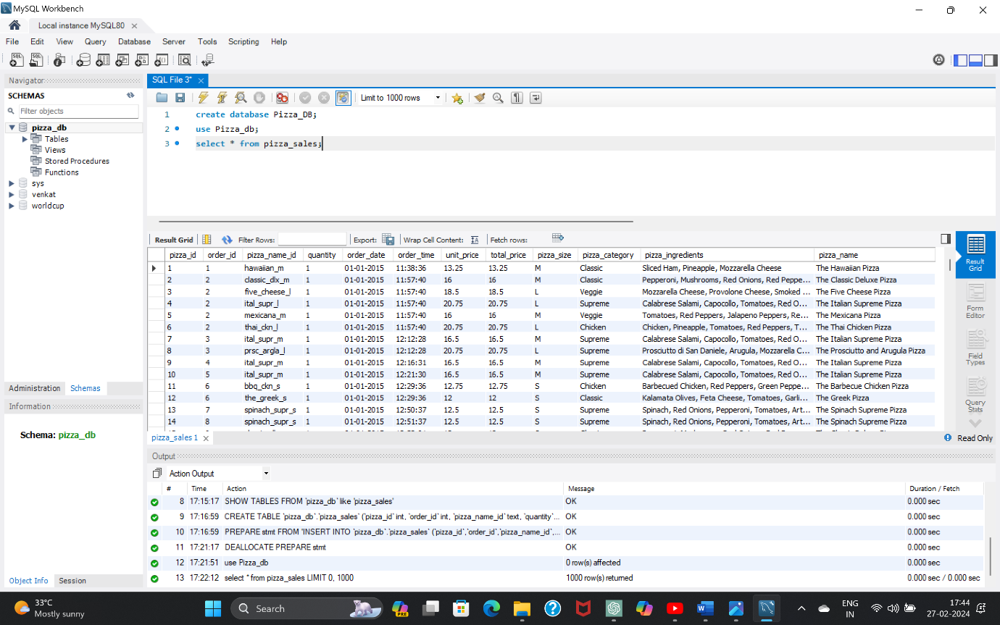 MySQL Workbench
Local instance MySQL80
File Edit View Query Database Server Tools Scripting Help
Navigator
SCHEMAS
Filter objects
pizza_db
Tables
Views
Stored Procedures
Functions
sys
venkat
worldcup
Administration Schemas
Information
Schema: pizza_db
Object Info Session
SQL File 3*
Limit to 1000 rows
1 create database Pizza_DB;
2 use Pizza_db;
3 select * from pizza_sales;
Result Grid Filter Rows: Export: Wrap Cell Content: Fetch rows:
pizza_id order_id pizza_name_id quantity order_date order_time unit_price total_price pizza_size pizza_category pizza_ingredients pizza_name
1 1 hawaiian_m 1 01-01-2015 11:38:36 13.25 13.25 M Classic Sliced Ham, Pineapple, Mozzarella Cheese The Hawaiian Pizza
2 2 classic_dlx_m 1 01-01-2015 11:57:40 16 16 M Classic Pepperoni, Mushrooms, Red Onions, Red Peppe... The Classic Deluxe Pizza
3 2 five_cheese_l 1 01-01-2015 11:57:40 18.5 18.5 L Veggie Mozzarella Cheese, Provolone Cheese, Smoked ... The Five Cheese Pizza
4 2 ital_supr_l 1 01-01-2015 11:57:40 20.75 20.75 L Supreme Calabrese Salami, Capocollo, Tomatoes, Red O... The Italian Supreme Pizza
5 2 mexicana_m 1 01-01-2015 11:57:40 16 16 M Veggie Tomatoes, Red Peppers, Jalapeno Peppers, Re... The Mexicana Pizza
6 2 thai_ckn_l 1 01-01-2015 11:57:40 20.75 20.75 L Chicken Chicken, Pineapple, Tomatoes, Red Peppers, T... The Thai Chicken Pizza
7 3 ital_supr_m 1 01-01-2015 12:12:28 16.5 16.5 M Supreme Calabrese Salami, Capocollo, Tomatoes, Red O... The Italian Supreme Pizza
8 3 prsc_argla_l 1 01-01-2015 12:12:28 20.75 20.75 L Supreme Prosciutto di San Daniele, Arugula, Mozzarella C... The Prosciutto and Arugula Pizza
9 4 ital_supr_m 1 01-01-2015 12:16:31 16.5 16.5 M Supreme Calabrese Salami, Capocollo, Tomatoes, Red O... The Italian Supreme Pizza
10 5 ital_supr_m 1 01-01-2015 12:21:30 16.5 16.5 M Supreme Calabrese Salami, Capocollo, Tomatoes, Red O... The Italian Supreme Pizza
11 6 bbq_ckn_s 1 01-01-2015 12:29:36 12.75 12.75 S Chicken Barbecued Chicken, Red Peppers, Green Peppe... The Barbecue Chicken Pizza
12 6 the_greek_s 1 01-01-2015 12:29:36 12 12 S Classic Kalamata Olives, Feta Cheese, Tomatoes, Garli... The Greek Pizza
13 7 spinach_supr_s 1 01-01-2015 12:50:37 12.5 12.5 S Supreme Spinach, Red Onions, Pepperoni, Tomatoes, Art... The Spinach Supreme Pizza
14 8 spinach_supr_s 1 01-01-2015 12:51:37 12.5 12.5 S Supreme Spinach, Red Onions, Pepperoni, Tomatoes, Art... The Spinach Supreme Pizza
Result
Grid
Form
Editor
Field
Types
Query
Stats
pizza_sales 1
Read Only
Output
Action Output
# Time Action Message Duration / Fetch
8 17:15:17 SHOW TABLES FROM `pizza_db` like 'pizza_sales' OK 0.000 sec
9 17:16:59 CREATE TABLE `pizza_db`.`pizza_sales` (`pizza_id` int, `order_id` int, `pizza_name_id` text, `quantity`... OK 0.000 sec
10 17:16:59 PREPARE stmt FROM 'INSERT INTO `pizza_db`.`pizza_sales` (`pizza_id`,`order_id`,`pizza_name_id`,... OK 0.000 sec
11 17:21:17 DEALLOCATE PREPARE stmt OK 0.000 sec
12 17:21:51 use Pizza_db 0 row(s) affected 0.000 sec
13 17:22:12 select * from pizza_sales LIMIT 0, 1000 1000 row(s) returned 0.000 sec / 0.000 sec
33°C
Mostly sunny
Search
PRE
ENG
IN
17:44
27-02-2024